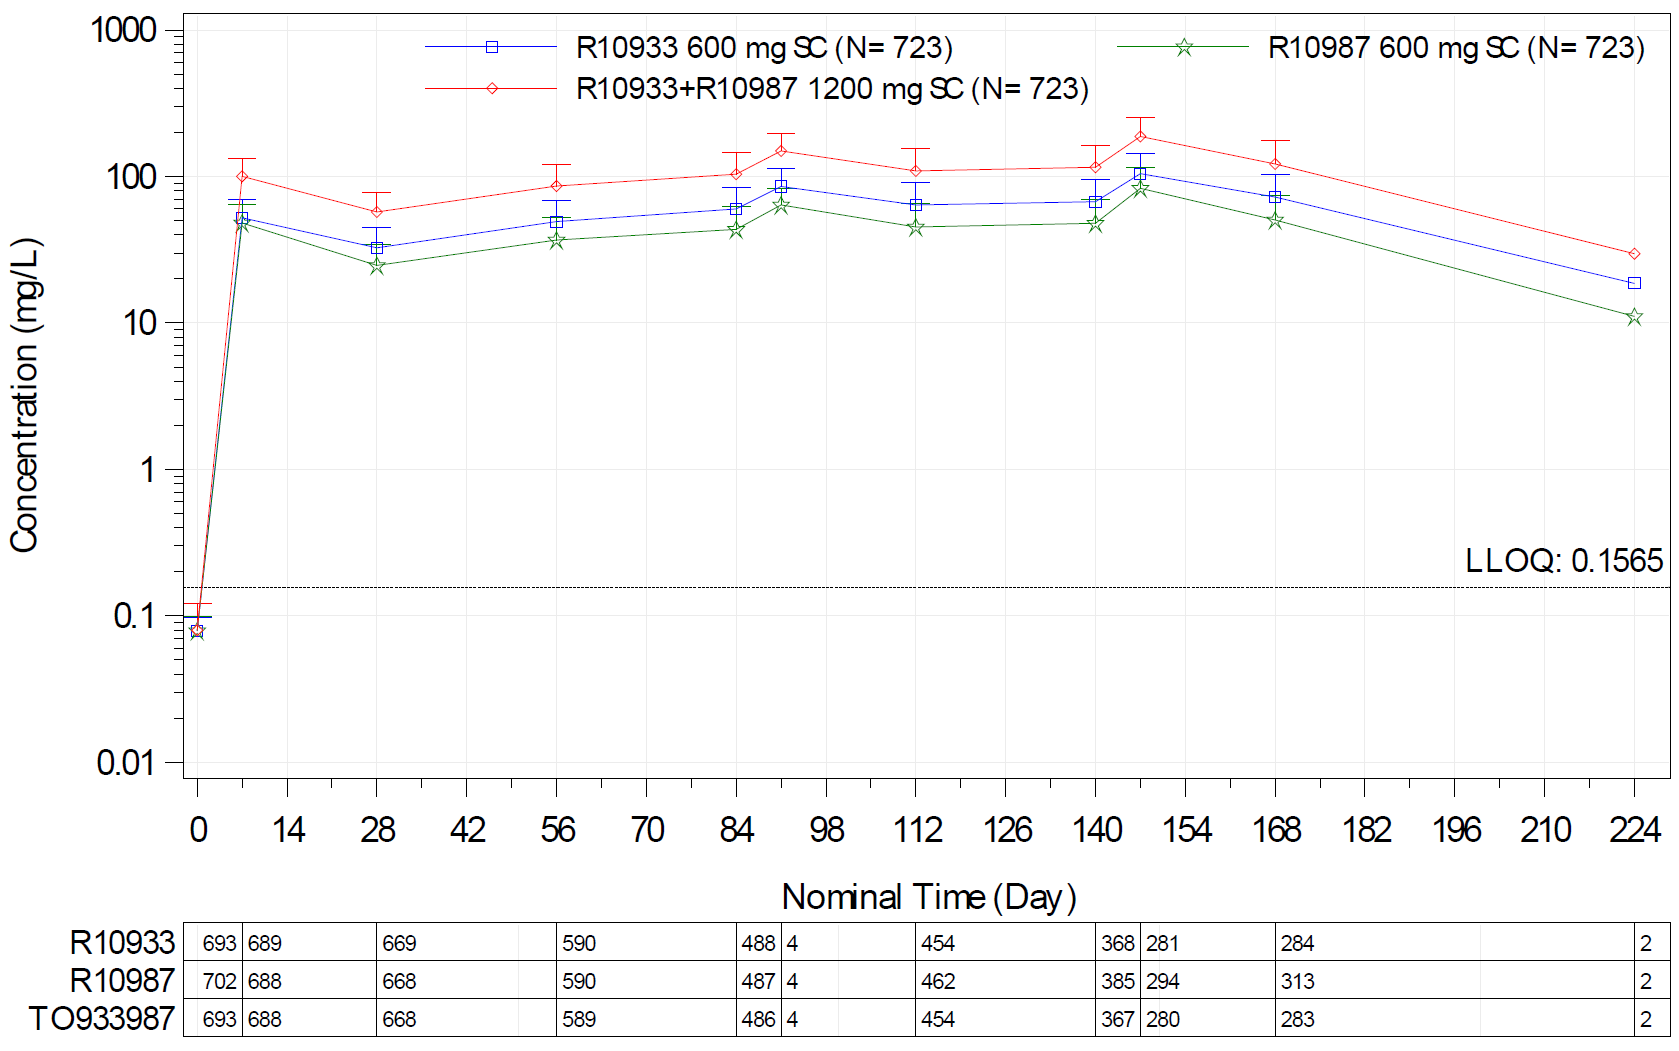 1000
R10933 600 mg SC (N= 723)
R10987 600 mg SC (N= 723)
R10933+R10987 1200 mg SC (N= 723)
100
10
1
0.1
0.01
Concentration (mg/L)
LLOQ: 0.1565
0 14 28 42 56 70 84 98 112 126 140 154 168 182 196 210 224
Nominal Time (Day)
R10933 693 689 669 590 488 4 454 368 281 284 2
R10987 702 688 668 590 487 4 462 385 294 313 2
TO933987 693 688 668 589 486 4 454 367 280 283 2